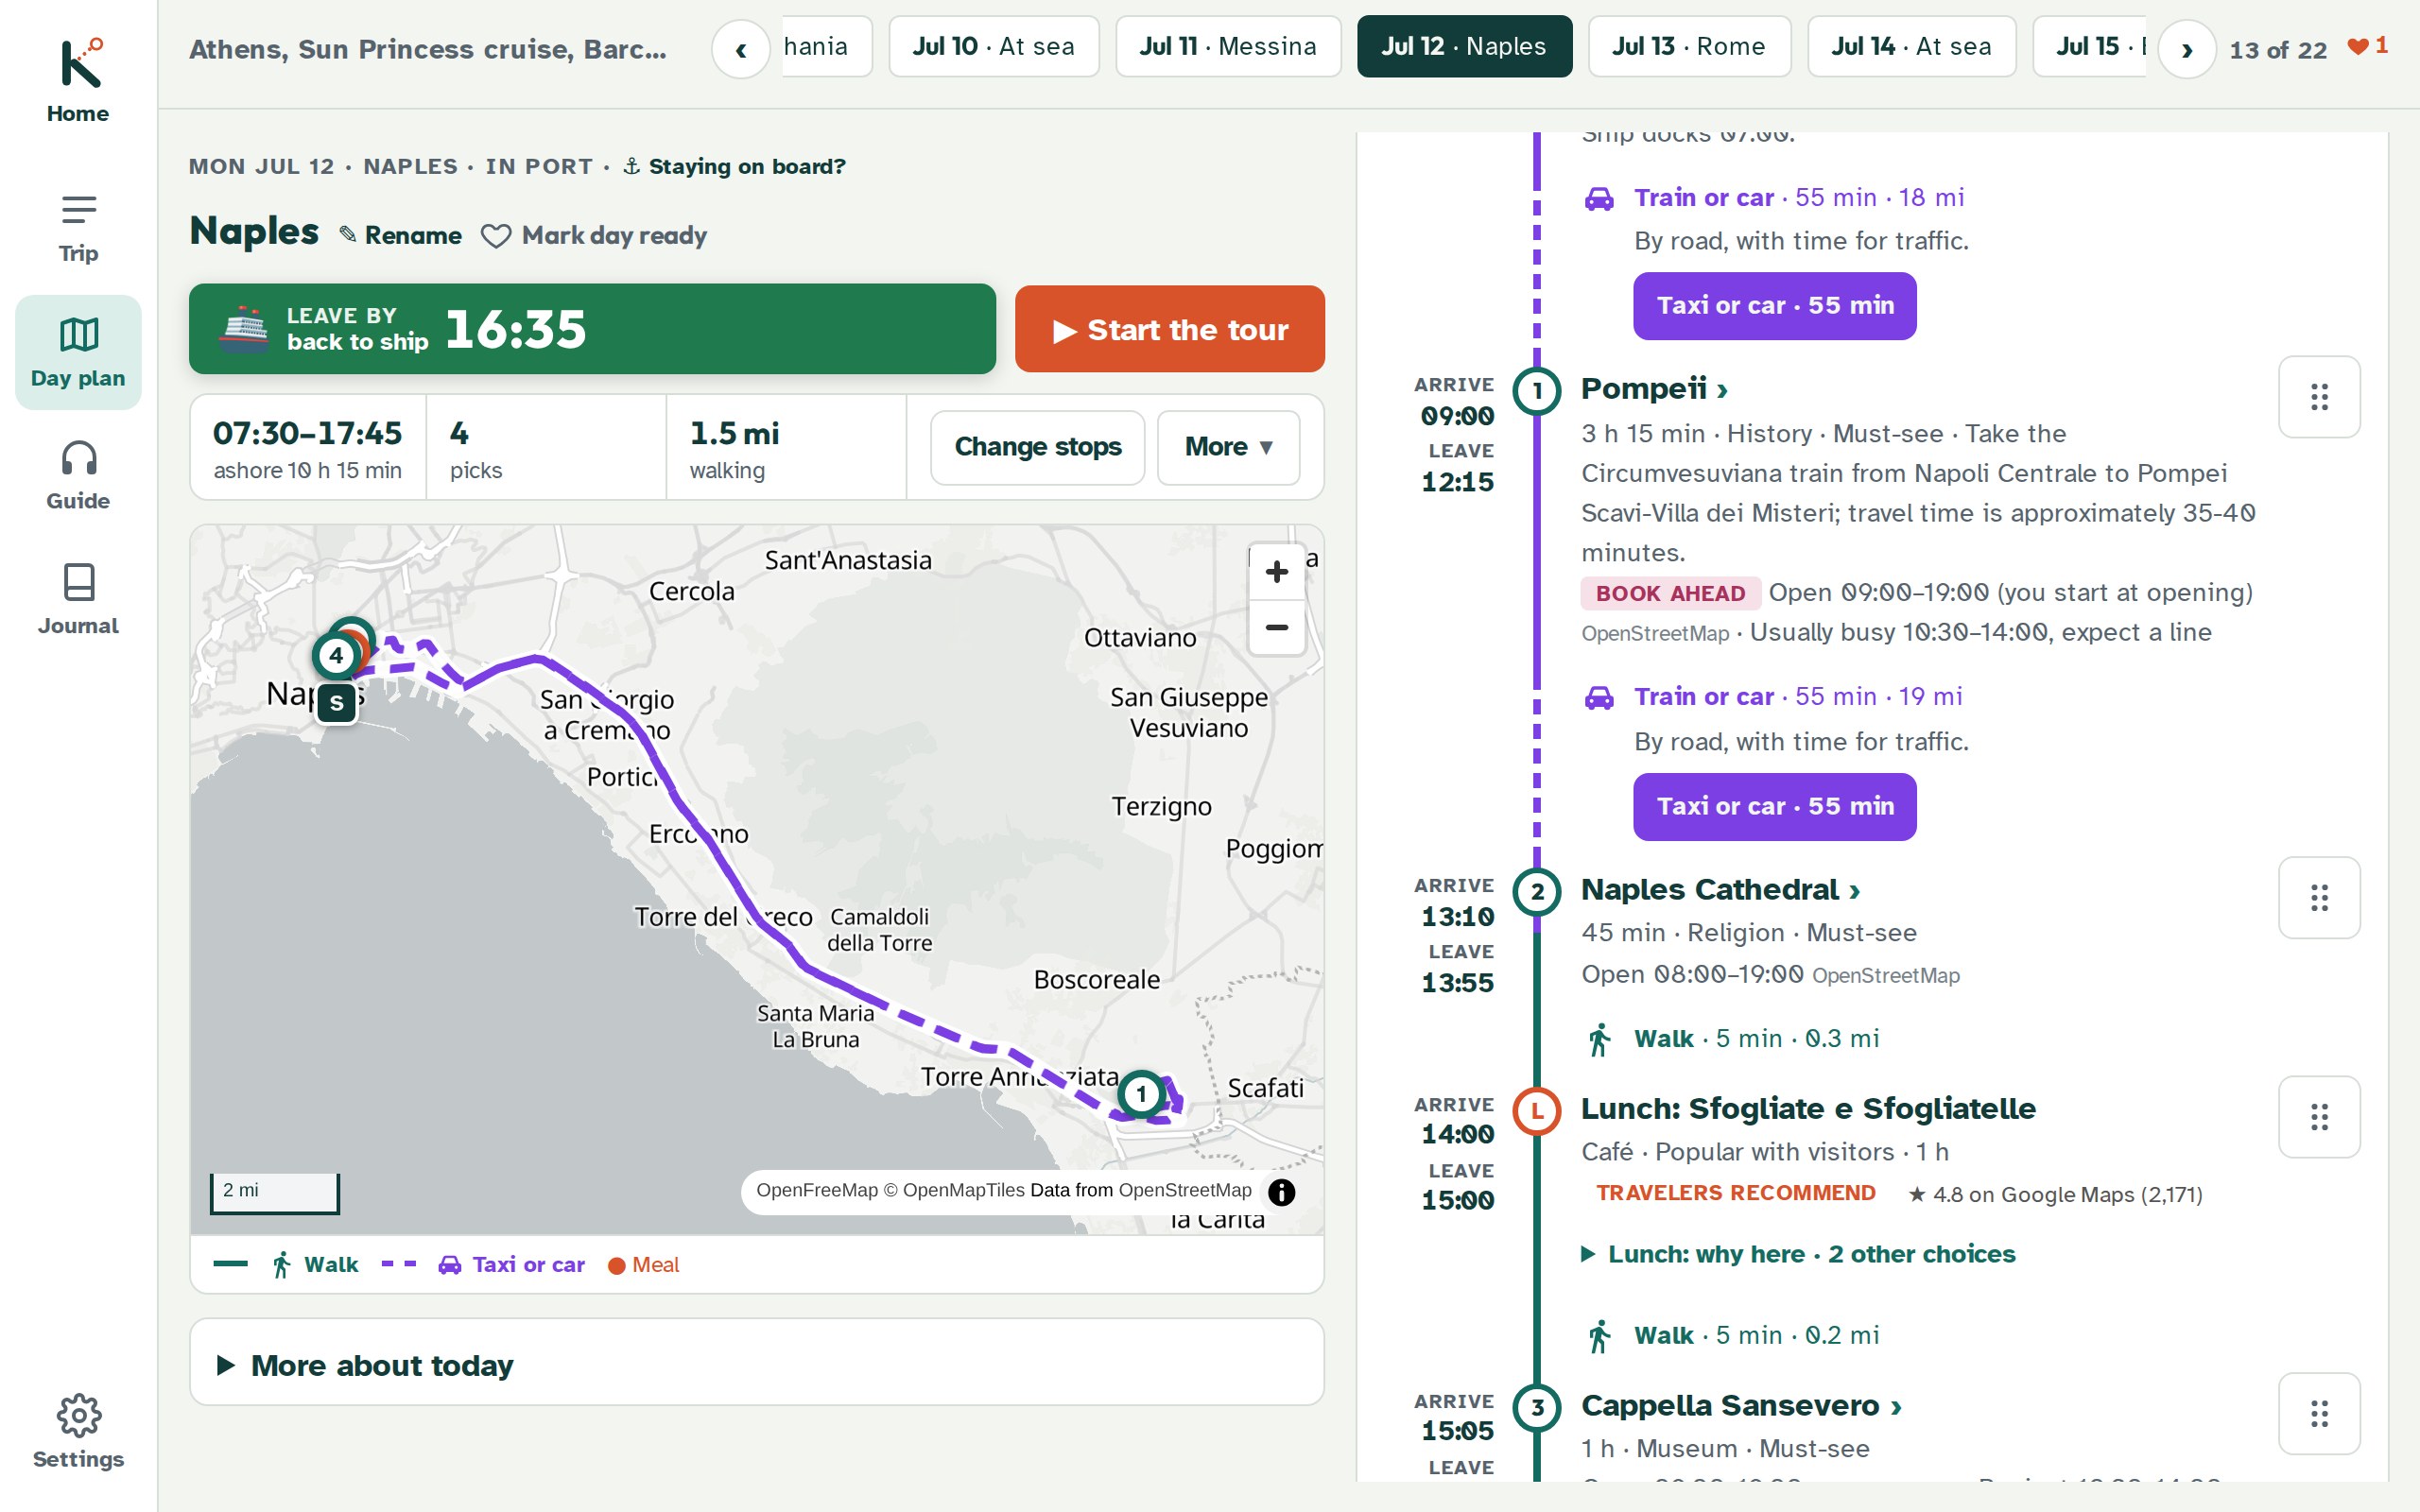 Home
Trip
Day plan
Guide
Journal
Settings
Athens, Sun Princess cruise, Barc...
‹
hania
Jul 10 · At sea
Jul 11 · Messina
Jul 12 · Naples
Jul 13 · Rome
Jul 14 · At sea
Jul 15 ·
›
13 of 22
1
MON JUL 12 · NAPLES · IN PORT · ⚓ Staying on board?
Naples ✎ Rename Mark day ready
LEAVE BY
back to ship 16:35
▶ Start the tour
07:30–17:45
ashore 10 h 15 min
4
picks
1.5 mi
walking
Change stops
More ▼
Sant'Anastasia
Cercola
Ottaviano
San Giuseppe
Vesuviano
Terzigno
Portici
Torre del Greco
Camaldoli
della Torre
Boscoreale
Santa Maria
La Bruna
Scafati
la Carità
4
S
1
+
−
2 mi
OpenFreeMap © OpenMapTiles Data from OpenStreetMap
Walk
Taxi or car
Meal
▶ More about today
Ship docks 07:00.
Train or car · 55 min · 18 mi
By road, with time for traffic.
Taxi or car · 55 min
ARRIVE
09:00
LEAVE
12:15
1
Pompeii ›
3 h 15 min · History · Must-see · Take the
Circumvesuviana train from Napoli Centrale to Pompei
Scavi-Villa dei Misteri; travel time is approximately 35-40
minutes.
BOOK AHEAD Open 09:00–19:00 (you start at opening)
OpenStreetMap · Usually busy 10:30–14:00, expect a line
Train or car · 55 min · 19 mi
By road, with time for traffic.
Taxi or car · 55 min
ARRIVE
13:10
LEAVE
13:55
2
Naples Cathedral ›
45 min · Religion · Must-see
Open 08:00–19:00 OpenStreetMap
Walk · 5 min · 0.3 mi
ARRIVE
14:00
LEAVE
15:00
L
Lunch: Sfogliate e Sfogliatelle
Café · Popular with visitors · 1 h
TRAVELERS RECOMMEND ★ 4.8 on Google Maps (2,171)
▶ Lunch: why here · 2 other choices
Walk · 5 min · 0.2 mi
ARRIVE
15:05
LEAVE
3
Cappella Sansevero ›
1 h · Museum · Must-see